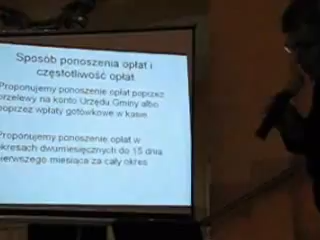 Sposób ponoszenia opłat i
częstotliwość opłat
Proponujemy ponoszenie opłat poprzez
przelewy na konto Urzędu Gminy albo
poprzez wpłaty gotówkowe w kasie
Proponujemy ponoszenie opłat w
okresach dwumiesięcznych do 15 dnia
pierwszego miesiąca za cały okres